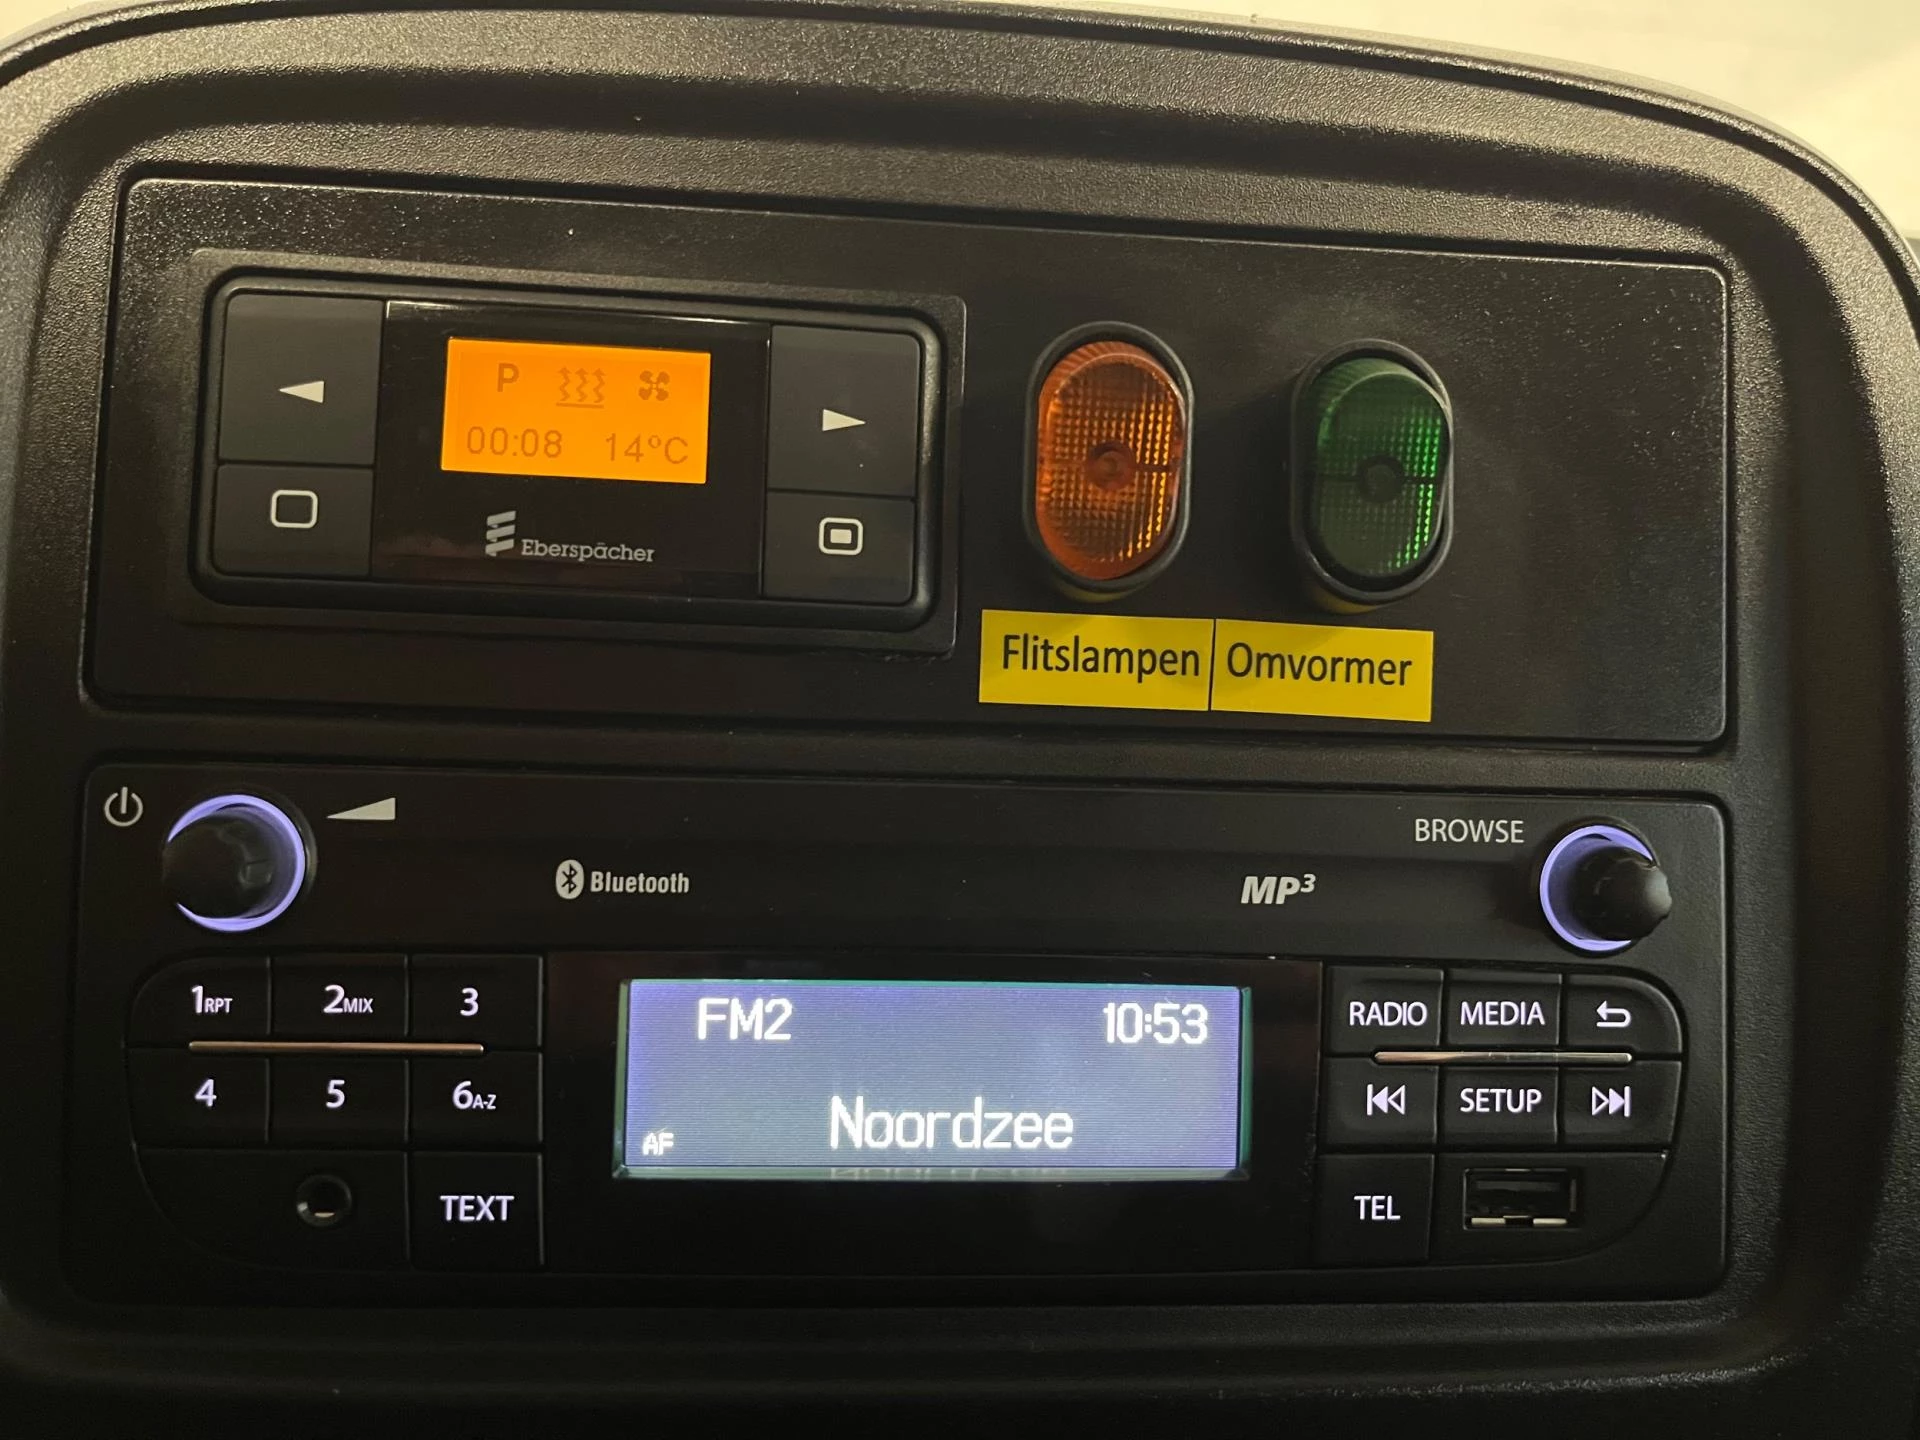 P
00:08 14°C
Eberspächer
Flitslampen Omvormer
BROWSE
Bluetooth MP3
1RPT 2MIX 3
4 5 6A-Z
TEXT
FM2 10:53
Noordzee
AF
RADIO MEDIA
SETUP
TEL